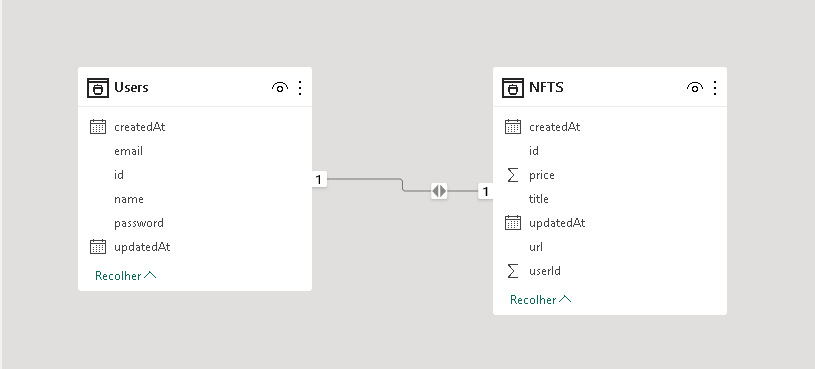 Users
createdAt
email
id
name
password
updatedAt
Recolher
1
1
NFTS
createdAt
id
price
title
updatedAt
url
userId
Recolher